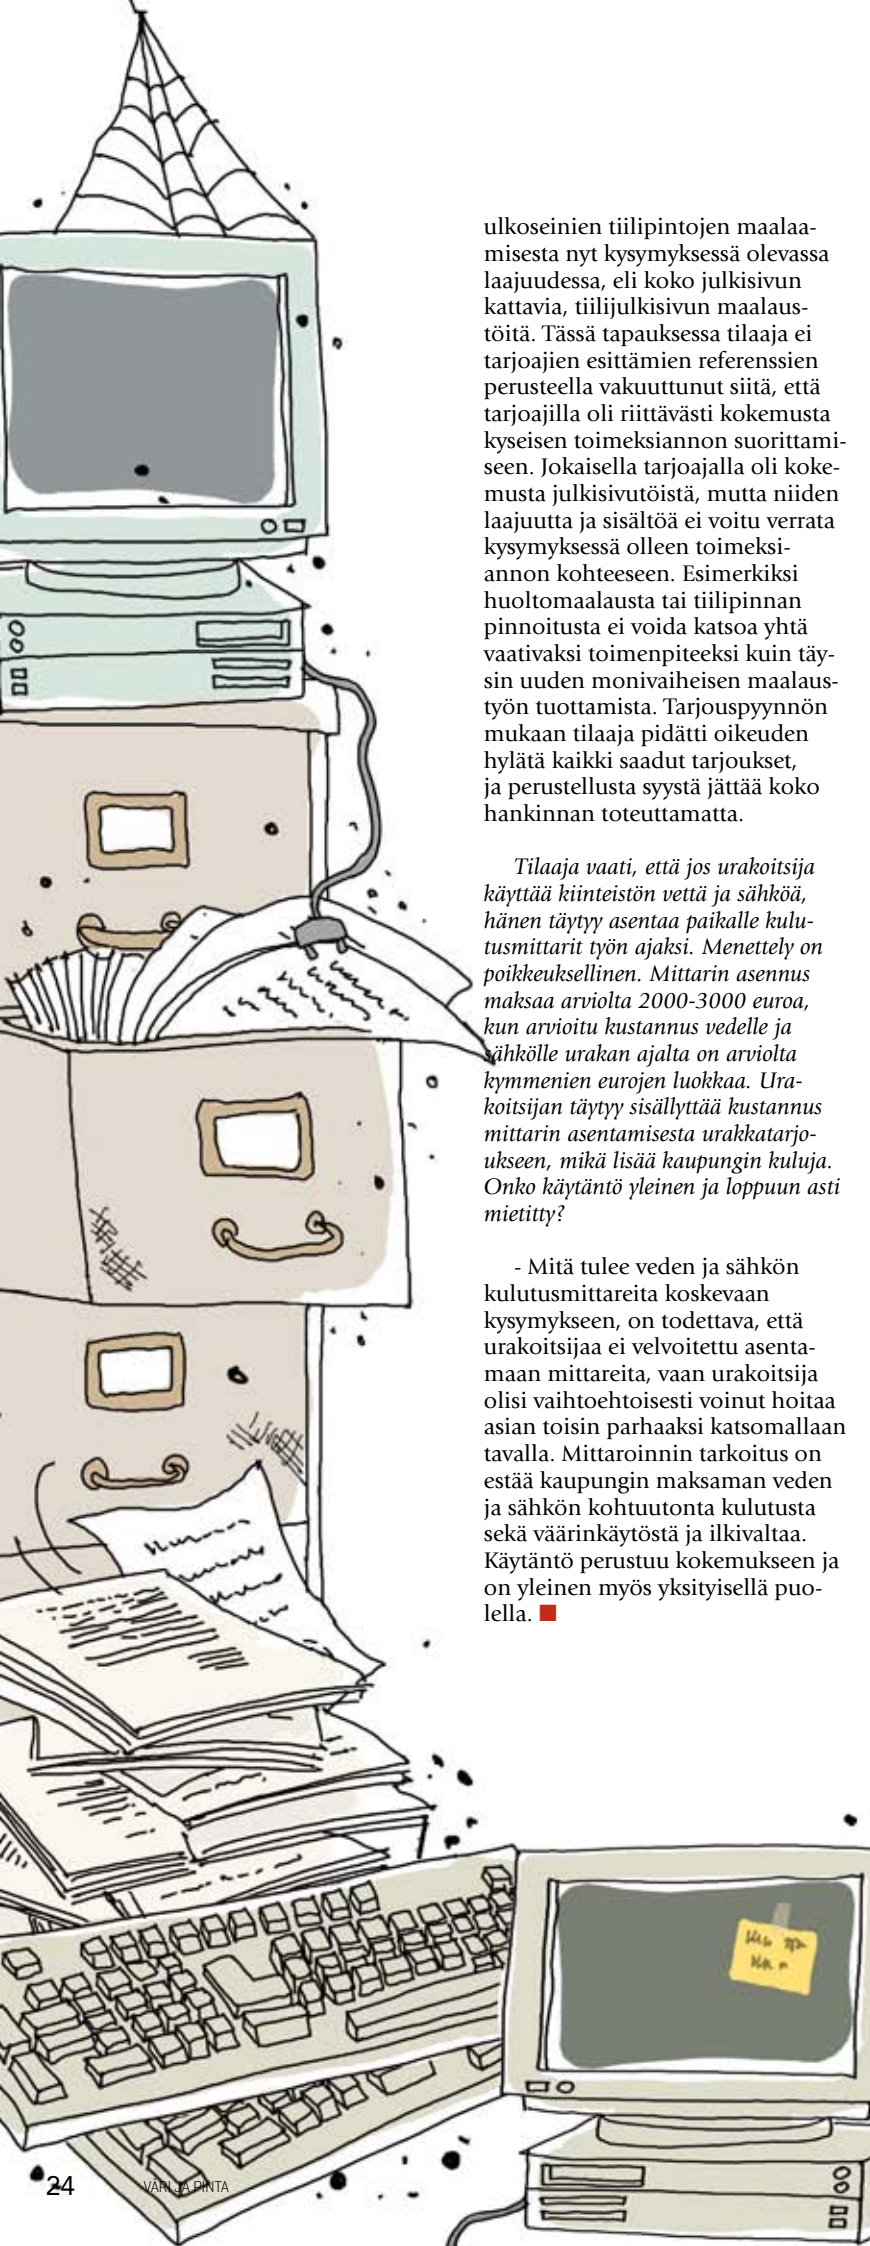 ulkoseinien tiilipintojen maalaa-
misesta nyt kysymyksessä olevassa
laajuudessa, eli koko julkisivun
kattavia, tiilijulkisivun maalaus-
töitä. Tässä tapauksessa tilaaja ei
tarjoajien esittämien referenssien
perusteella vakuuttunut siitä, että
tarjoajilla oli riittävästi kokemusta
kyseisen toimeksiannon suorittami-
seen. Jokaisella tarjoajalla oli koke-
musta julkisivutöistä, mutta niiden
laajuutta ja sisältöä ei voitu verrata
kysymyksessä olleen toimeksi-
annon kohteeseen. Esimerkiksi
huoltomaalausta tai tiilipinnan
pinnoitusta ei voida katsoa yhtä
vaativaksi toimenpiteeksi kuin täy-
sin uuden monivaiheisen maalaus-
työn tuottamista. Tarjouspyynnön
mukaan tilaaja pidätti oikeuden
hylätä kaikki saadut tarjoukset,
ja perustellusta syystä jättää koko
hankinnan toteuttamatta.
Tilaaja vaati, että jos urakoitsija
käyttää kiinteistön vettä ja sähköä,
hänen täytyy asentaa paikalle kulu-
tusmittarit työn ajaksi. Menettely on
poikkeuksellinen. Mittarin asennus
maksaa arviolta 2000-3000 euroa,
kun arvioitu kustannus vedelle ja
sähkölle urakan ajalta on arviolta
kymmenien eurojen luokkaa. Ura-
koitsijan täytyy sisällyttää kustannus
mittarin asentamisesta urakkatarjo-
ukseen, mikä lisää kaupungin kuluja.
Onko käytäntö yleinen ja loppuun asti
mietitty?
- Mitä tulee veden ja sähkön
kulutusmittareita koskevaan
kysymykseen, on todettava, että
urakoitsijaa ei velvoitettu asenta-
maan mittareita, vaan urakoitsija
olisi vaihtoehtoisesti voinut hoitaa
asian toisin parhaaksi katsomallaan
tavalla. Mittaroinnin tarkoitus on
estää kaupungin maksaman veden
ja sähkön kohtuutonta kulutusta
sekä väärinkäytöstä ja ilkivaltaa.
Käytäntö perustuu kokemukseen ja
on yleinen myös yksityisellä puo-
lella.
24 VÄRI JA PINTA